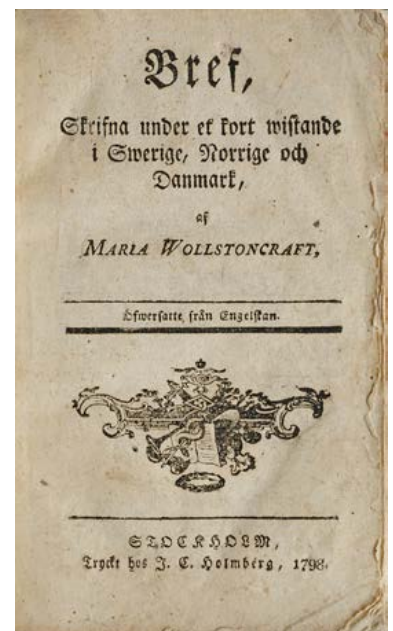 Bref,
Skrifna under et kort wistande
i Swerige, Norrige och
Danmark,
af
MARIA WOLLSTONCRAFT,
Öfwersatte från Engelskan.
STOCKHOLM,
Tryckt hos J. C. Holmberg, 1798.